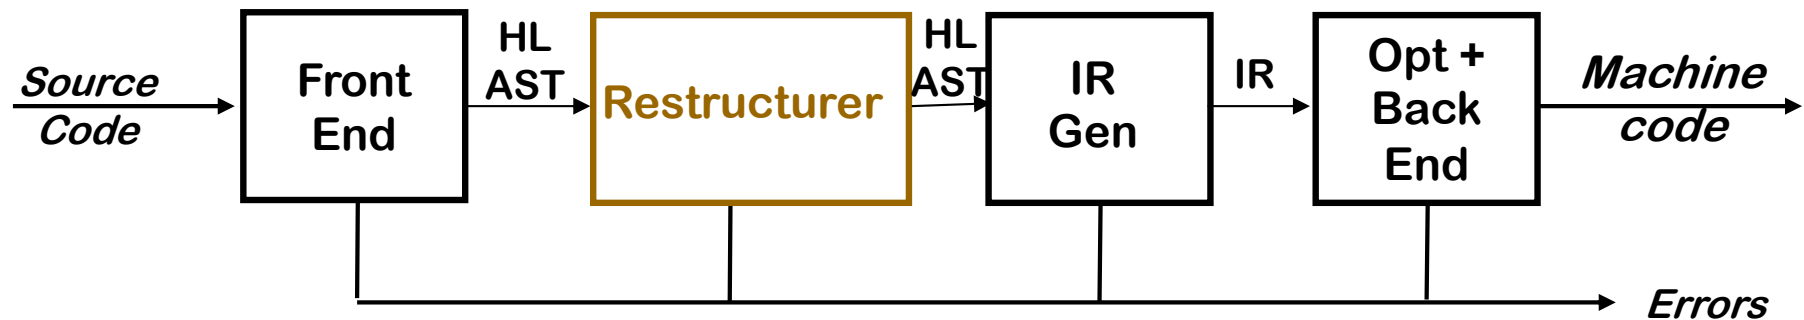 Source
Code
Front
End
HL
AST
Restructurer
HL
AST
IR
Gen
IR
Opt +
Back
End
Machine
code
Errors